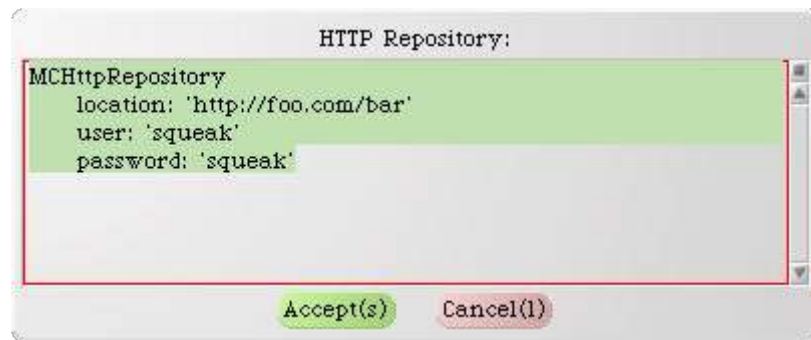 HTTP Repository:
MCHttpRepository
location: 'http://foo.com/bar'
user: 'squeak'
password: 'squeak'
Accept(s) Cancel(l)